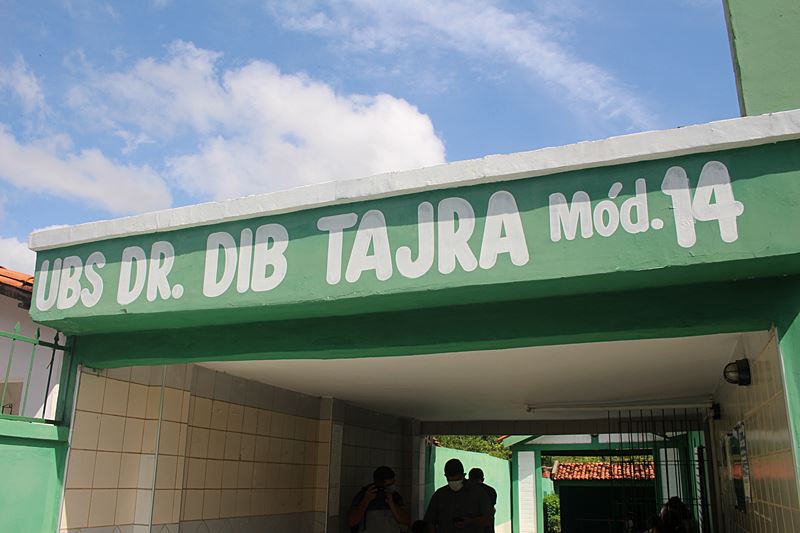 UBS DR. DIB TAJRA Mód. 14